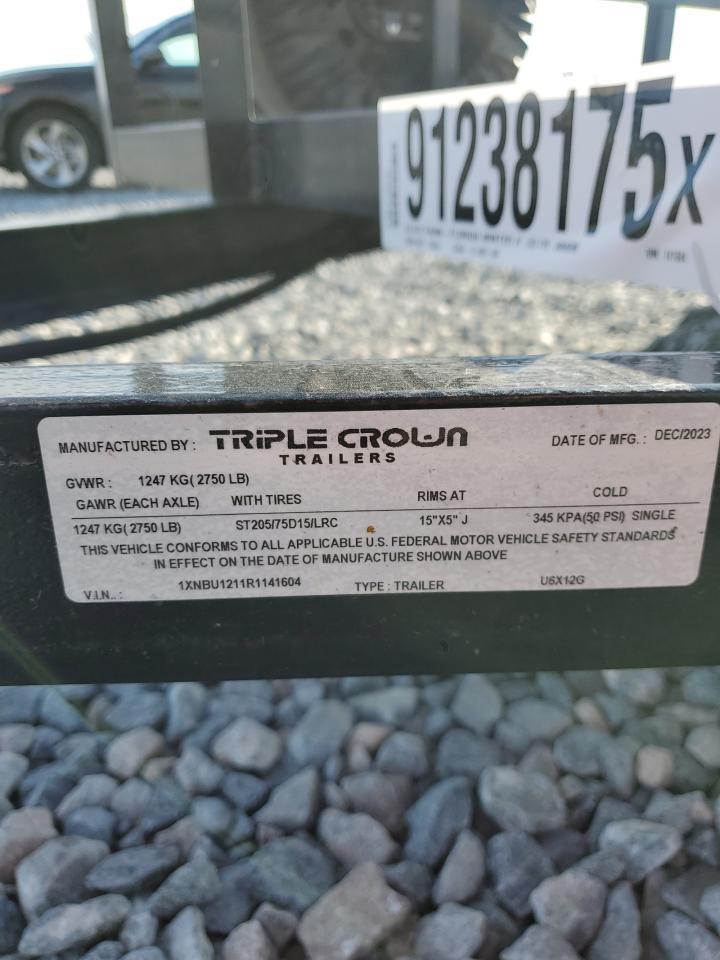 91238175X
MANUFACTURED BY : TRIPLE CROWN DATE OF MFG. : DEC/2023
TRAILERS
GVWR : 1247 KG( 2750 LB)
GAWR (EACH AXLE) WITH TIRES RIMS AT COLD
1247 KG( 2750 LB) ST205/75D15/LRC 15"X5" J 345 KPA(50 PSI) SINGLE
THIS VEHICLE CONFORMS TO ALL APPLICABLE U.S. FEDERAL MOTOR VEHICLE SAFETY STANDARDS
IN EFFECT ON THE DATE OF MANUFACTURE SHOWN ABOVE
V.I.N.. : 1XNBU1211R1141604 TYPE : TRAILER U6X12G